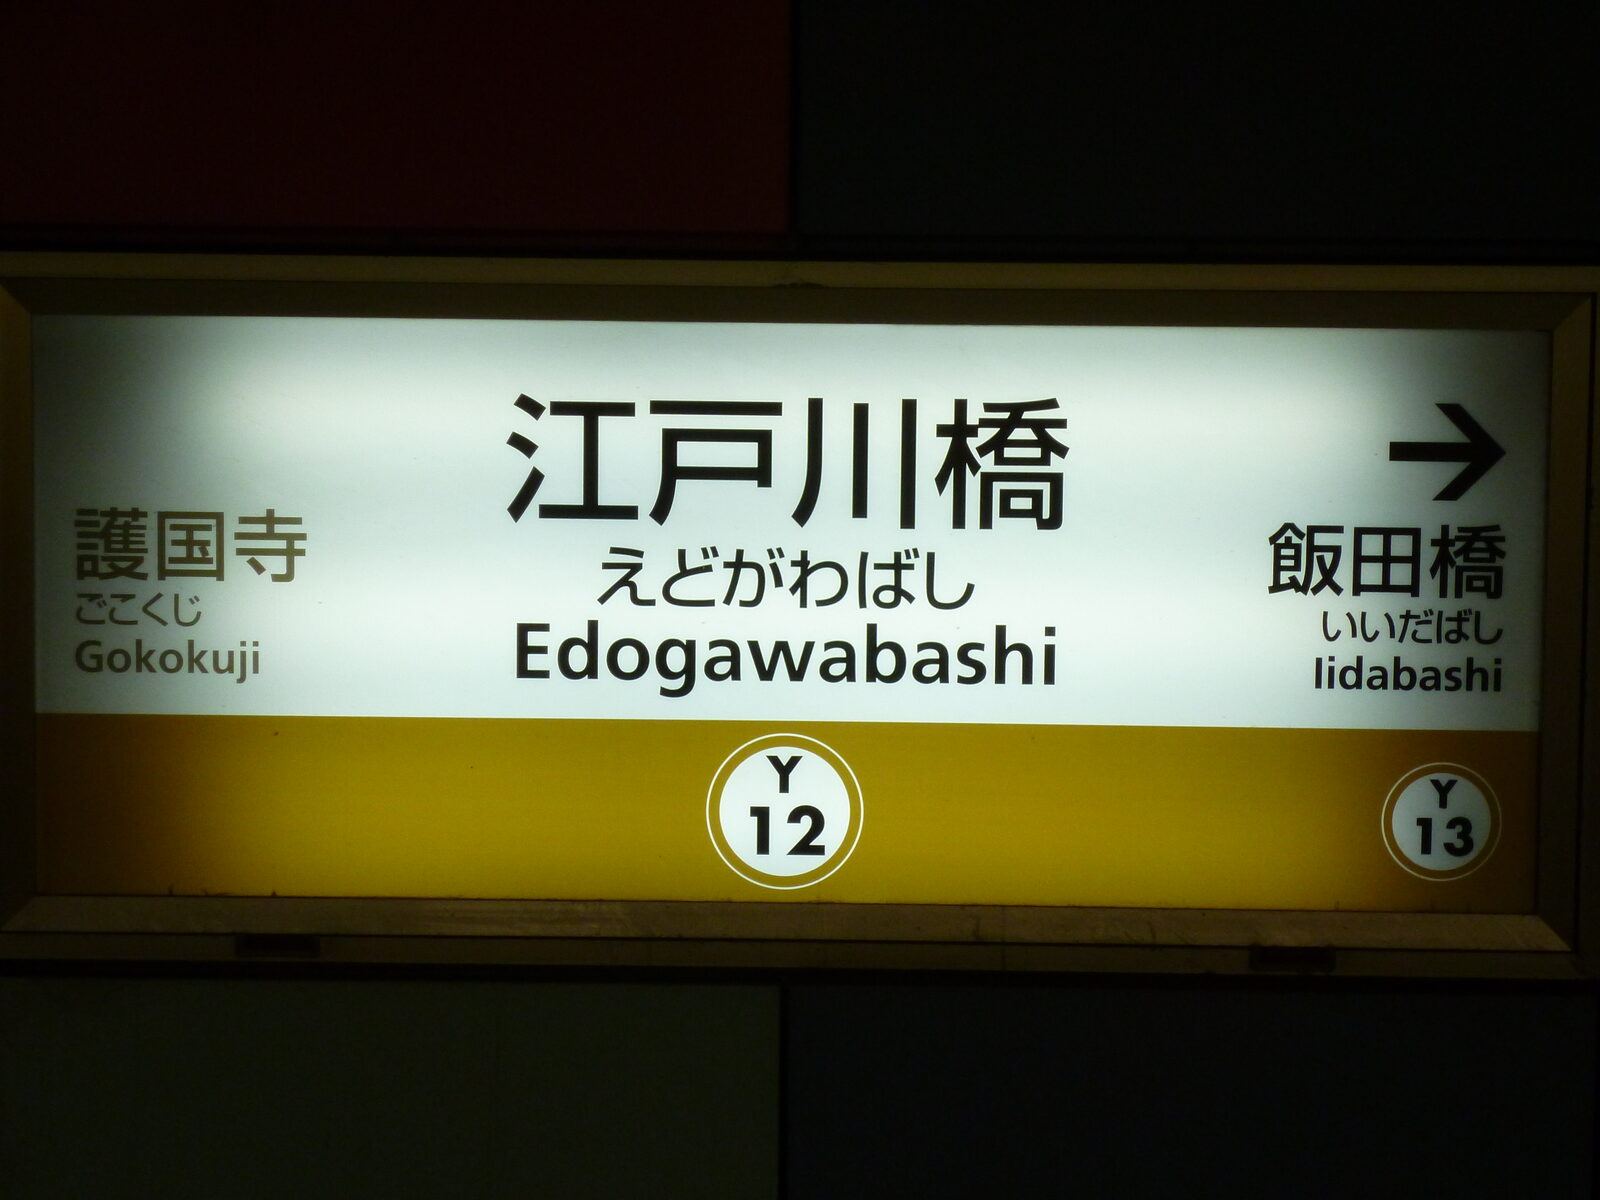 江戸川橋
えどがわばし
Edogawabashi
護国寺
ごこくじ
Gokokuji
→
飯田橋
いいだばし
Iidabashi
Y
12
Y
13